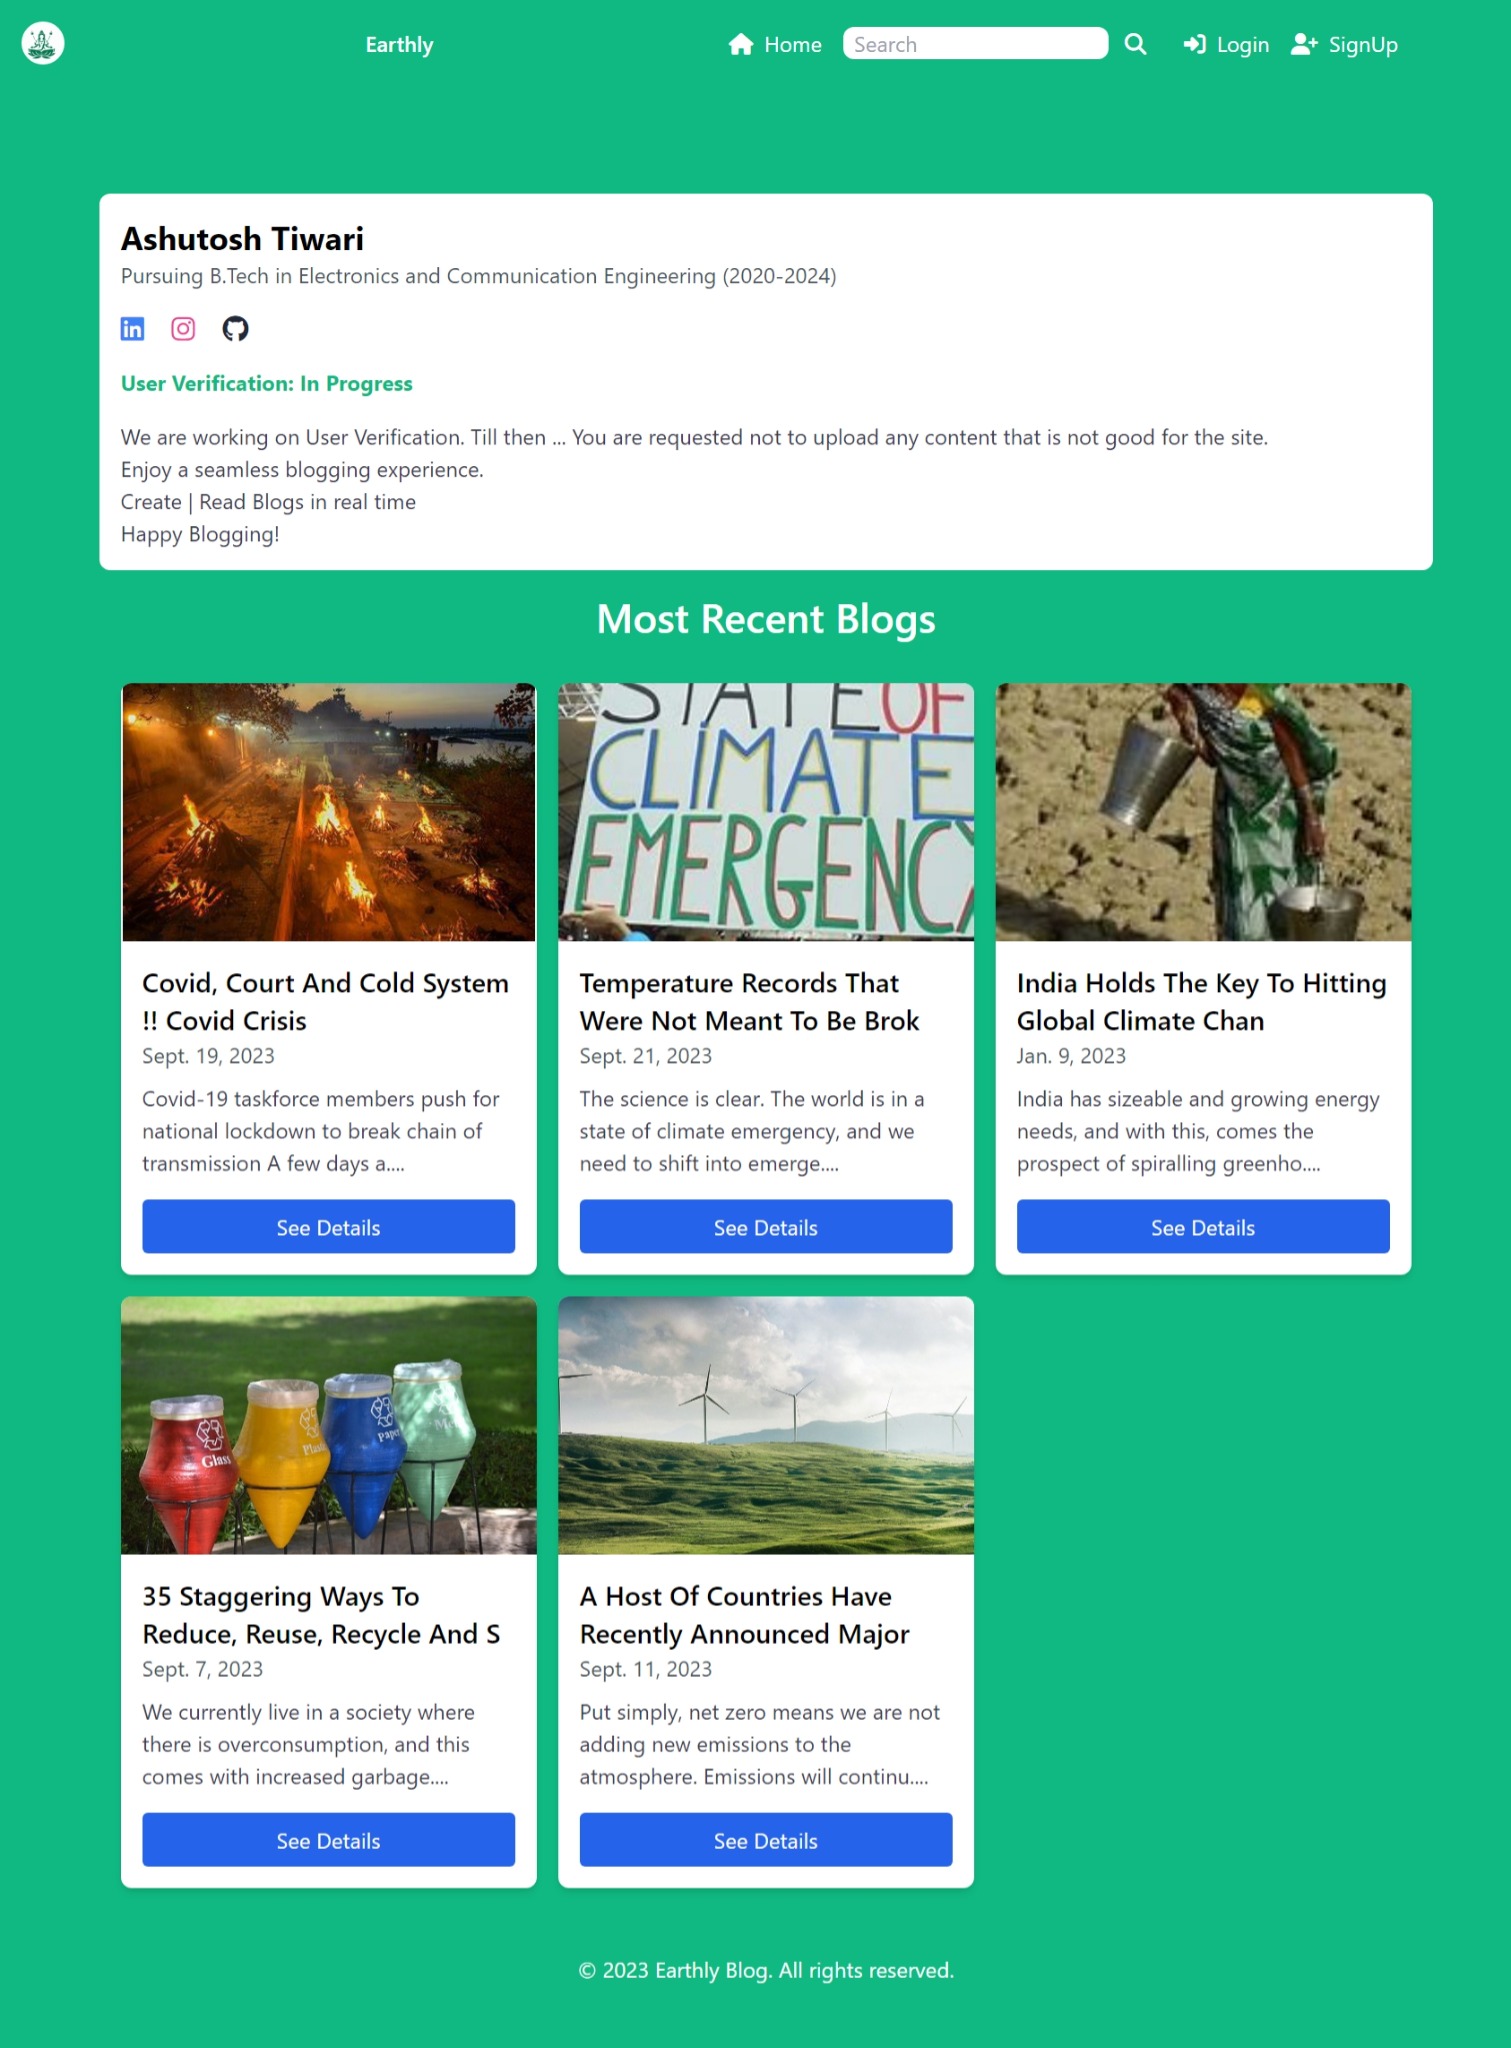 Earthly
Home
Search
Login
SignUp
Ashutosh Tiwari
Pursuing B.Tech in Electronics and Communication Engineering (2020-2024)
User Verification: In Progress
We are working on User Verification. Till then ... You are requested not to upload any content that is not good for the site.
Enjoy a seamless blogging experience.
Create | Read Blogs in real time
Happy Blogging!
Most Recent Blogs
STATE OF
CLIMATE
EMERGENCY
Covid, Court And Cold System
!! Covid Crisis
Sept. 19, 2023
Covid-19 taskforce members push for
national lockdown to break chain of
transmission A few days a....
See Details
Temperature Records That
Were Not Meant To Be Brok
Sept. 21, 2023
The science is clear. The world is in a
state of climate emergency, and we
need to shift into emerge....
See Details
India Holds The Key To Hitting
Global Climate Chan
Jan. 9, 2023
India has sizeable and growing energy
needs, and with this, comes the
prospect of spiralling greenho....
See Details
Glass
Paper
35 Staggering Ways To
Reduce, Reuse, Recycle And S
Sept. 7, 2023
We currently live in a society where
there is overconsumption, and this
comes with increased garbage....
See Details
A Host Of Countries Have
Recently Announced Major
Sept. 11, 2023
Put simply, net zero means we are not
adding new emissions to the
atmosphere. Emissions will continu....
See Details
© 2023 Earthly Blog. All rights reserved.